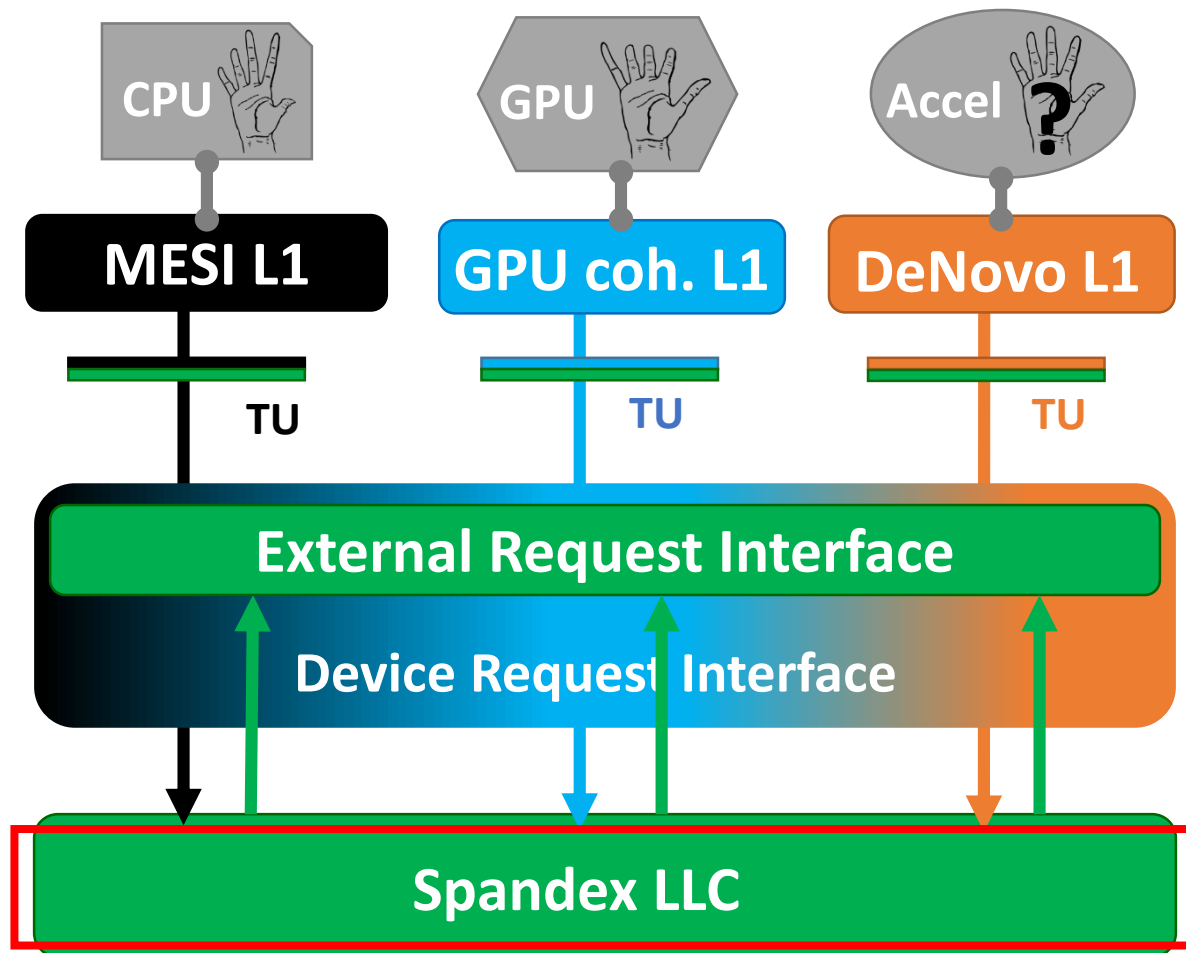 CPU
GPU
Accel
?
MESI L1
GPU coh. L1
DeNovo L1
TU
TU
TU
External Request Interface
Device Request Interface
Spandex LLC